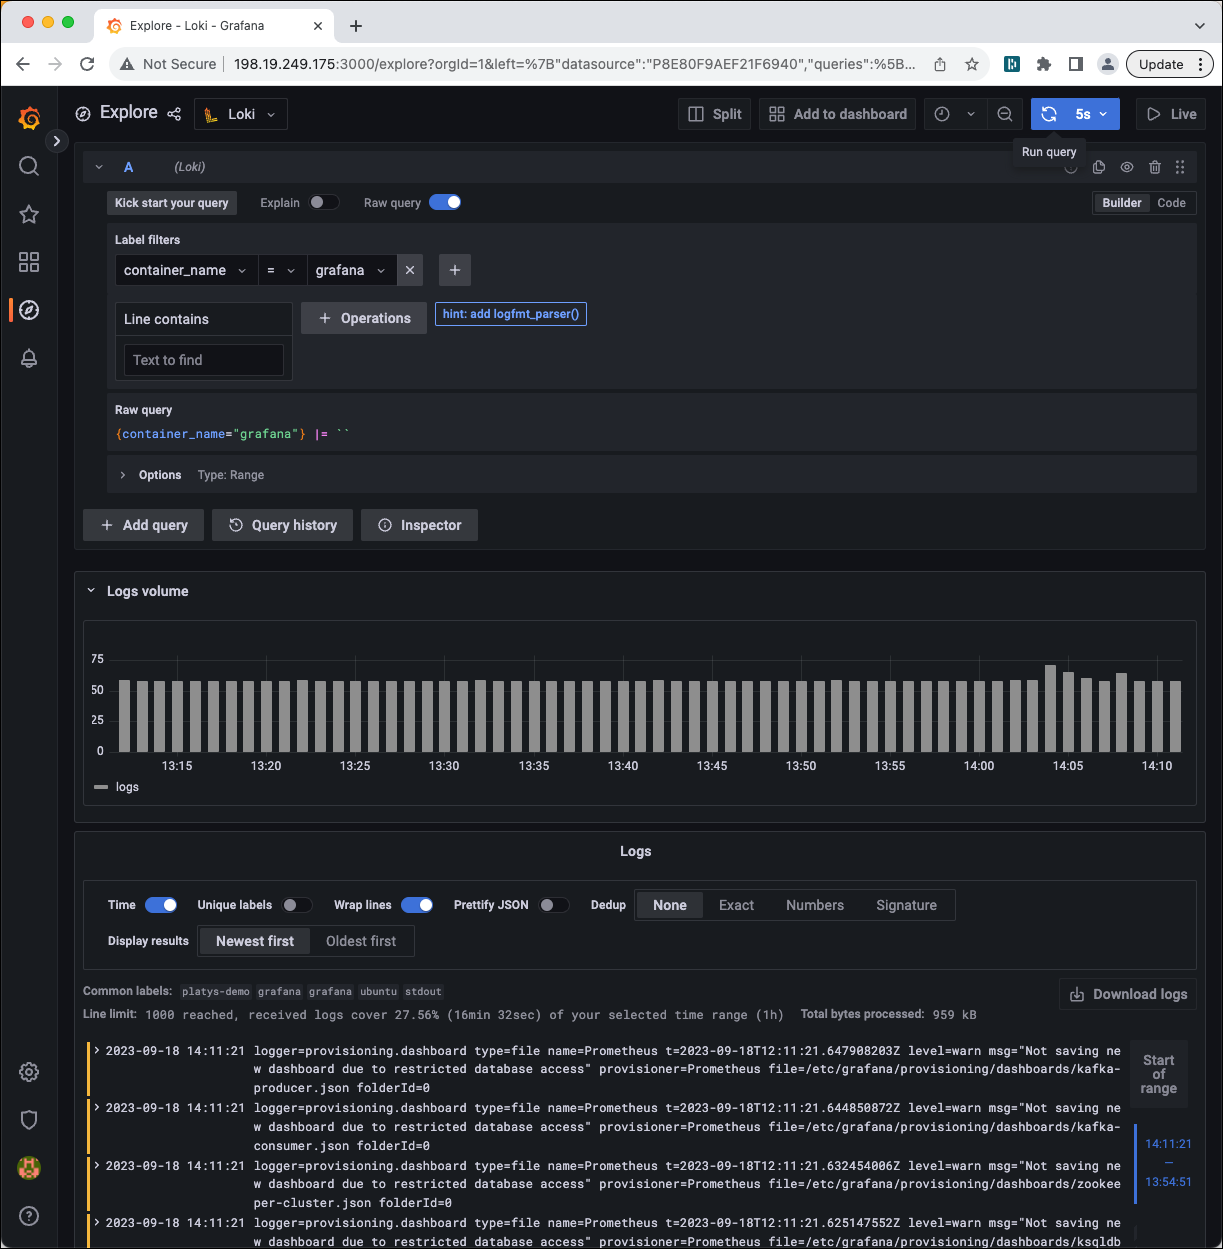 Explore - Loki - Grafana
Not Secure 198.19.249.175:3000/explore?orgId=1&left=%7B"datasource":"P8E80F9AEF21F6940","queries":%5B... Update
Explore Loki Split Add to dashboard 5s Live
Run query
A (Loki)
Kick start your query Explain Raw query Builder Code
Label filters
container_name = grafana
Line contains + Operations hint: add logfmt_parser()
Text to find
Raw query
{container_name="grafana"} |= ``
Options Type: Range
+ Add query Query history Inspector
Logs volume
75
50
25
0
13:15 13:20 13:25 13:30 13:35 13:40 13:45 13:50 13:55 14:00 14:05 14:10
logs
Logs
Time Unique labels Wrap lines Prettify JSON Dedup None Exact Numbers Signature
Display results Newest first Oldest first
Common labels: platys-demo grafana grafana ubuntu stdout Download logs
Line limit: 1000 reached, received logs cover 27.56% (16min 32sec) of your selected time range (1h) Total bytes processed: 959 kB
2023-09-18 14:11:21 logger=provisioning.dashboard type=file name=Prometheus t=2023-09-18T12:11:21.647908203Z level=warn msg="Not saving ne
w dashboard due to restricted database access" provisioner=Prometheus file=/etc/grafana/provisioning/dashboards/kafka-
producer.json folderId=0
2023-09-18 14:11:21 logger=provisioning.dashboard type=file name=Prometheus t=2023-09-18T12:11:21.644850872Z level=warn msg="Not saving ne
w dashboard due to restricted database access" provisioner=Prometheus file=/etc/grafana/provisioning/dashboards/kafka-
consumer.json folderId=0
2023-09-18 14:11:21 logger=provisioning.dashboard type=file name=Prometheus t=2023-09-18T12:11:21.632454006Z level=warn msg="Not saving ne
w dashboard due to restricted database access" provisioner=Prometheus file=/etc/grafana/provisioning/dashboards/zookee
per-cluster.json folderId=0
2023-09-18 14:11:21 logger=provisioning.dashboard type=file name=Prometheus t=2023-09-18T12:11:21.625147552Z level=warn msg="Not saving ne
w dashboard due to restricted database access" provisioner=Prometheus file=/etc/grafana/provisioning/dashboards/ksqldb
Start
of
range
14:11:21
—
13:54:51